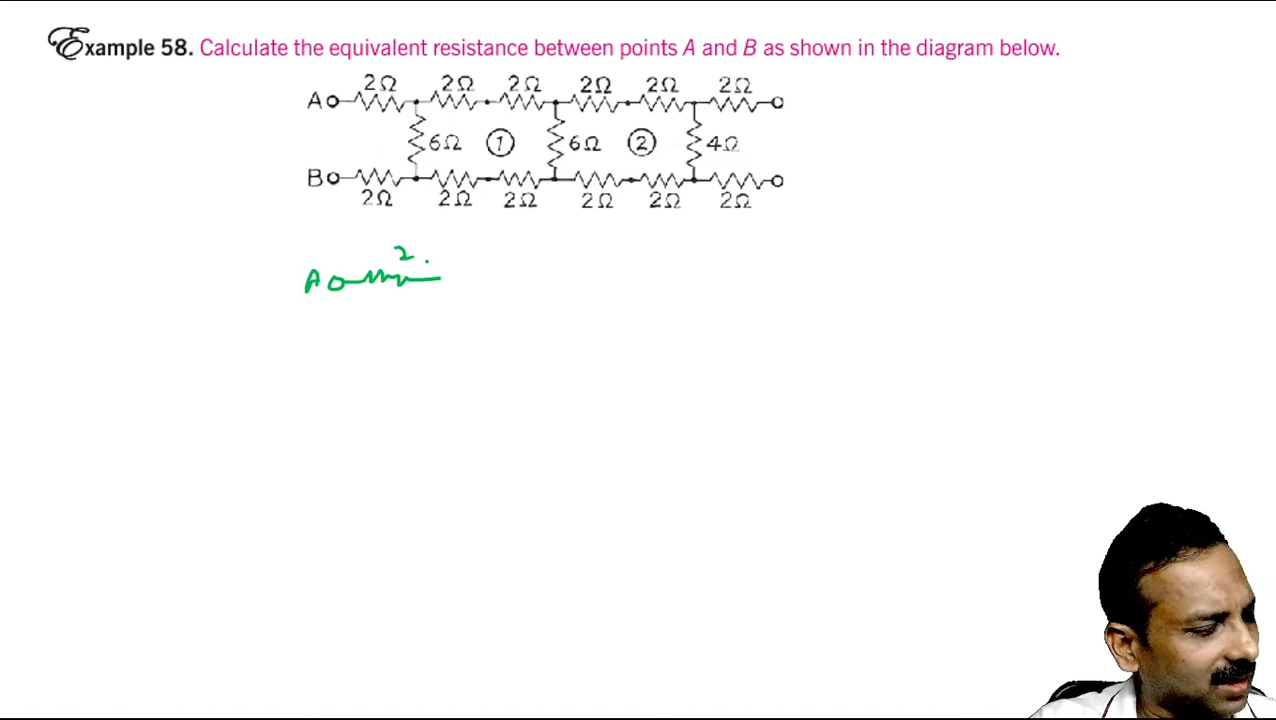 Example 58. Calculate the equivalent resistance between points A and B as shown in the diagram below.
2Ω 2Ω 2Ω 2Ω 2Ω 2Ω
A
6Ω 1 6Ω 2 4Ω
B
2Ω 2Ω 2Ω 2Ω 2Ω 2Ω
2
A